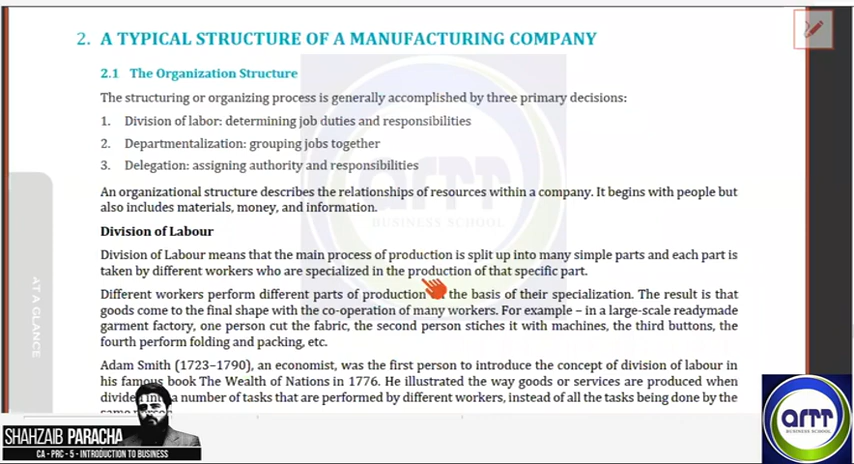 2. A TYPICAL STRUCTURE OF A MANUFACTURING COMPANY
2.1 The Organization Structure
The structuring or organizing process is generally accomplished by three primary decisions:
1. Division of labor: determining job duties and responsibilities
2. Departmentalization: grouping jobs together
3. Delegation: assigning authority and responsibilities
An organizational structure describes the relationships of resources within a company. It begins with people but
also includes materials, money, and information.
Division of Labour
Division of Labour means that the main process of production is split up into many simple parts and each part is
taken by different workers who are specialized in the production of that specific part.
Different workers perform different parts of production the basis of their specialization. The result is that
goods come to the final shape with the co-operation of many workers. For example – in a large-scale readymade
garment factory, one person cut the fabric, the second person stiches it with machines, the third buttons, the
fourth perform folding and packing, etc.
Adam Smith (1723–1790), an economist, was the first person to introduce the concept of division of labour in
his famous book The Wealth of Nations in 1776. He illustrated the way goods or services are produced when
divided into a number of tasks that are performed by different workers, instead of all the tasks being done by the
same person
AT A GLANCE
artt
BUSINESS SCHOOL
SHAHZAIB PARACHA
CA - PRC - 5 - INTRODUCTION TO BUSINESS
artt
BUSINESS SCHOOL